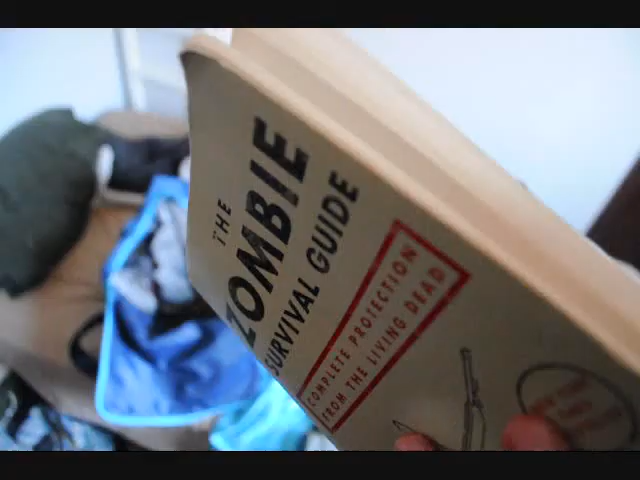 THE
ZOMBIE
SURVIVAL GUIDE
COMPLETE PROTECTION
FROM THE LIVING DEAD